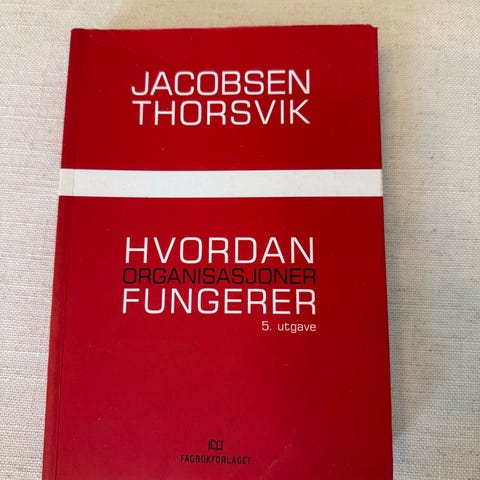 JACOBSEN
THORSVIK
HVORDAN
ORGANISASJONER
FUNGERER
5. utgave
FAGBOKFORLAGET